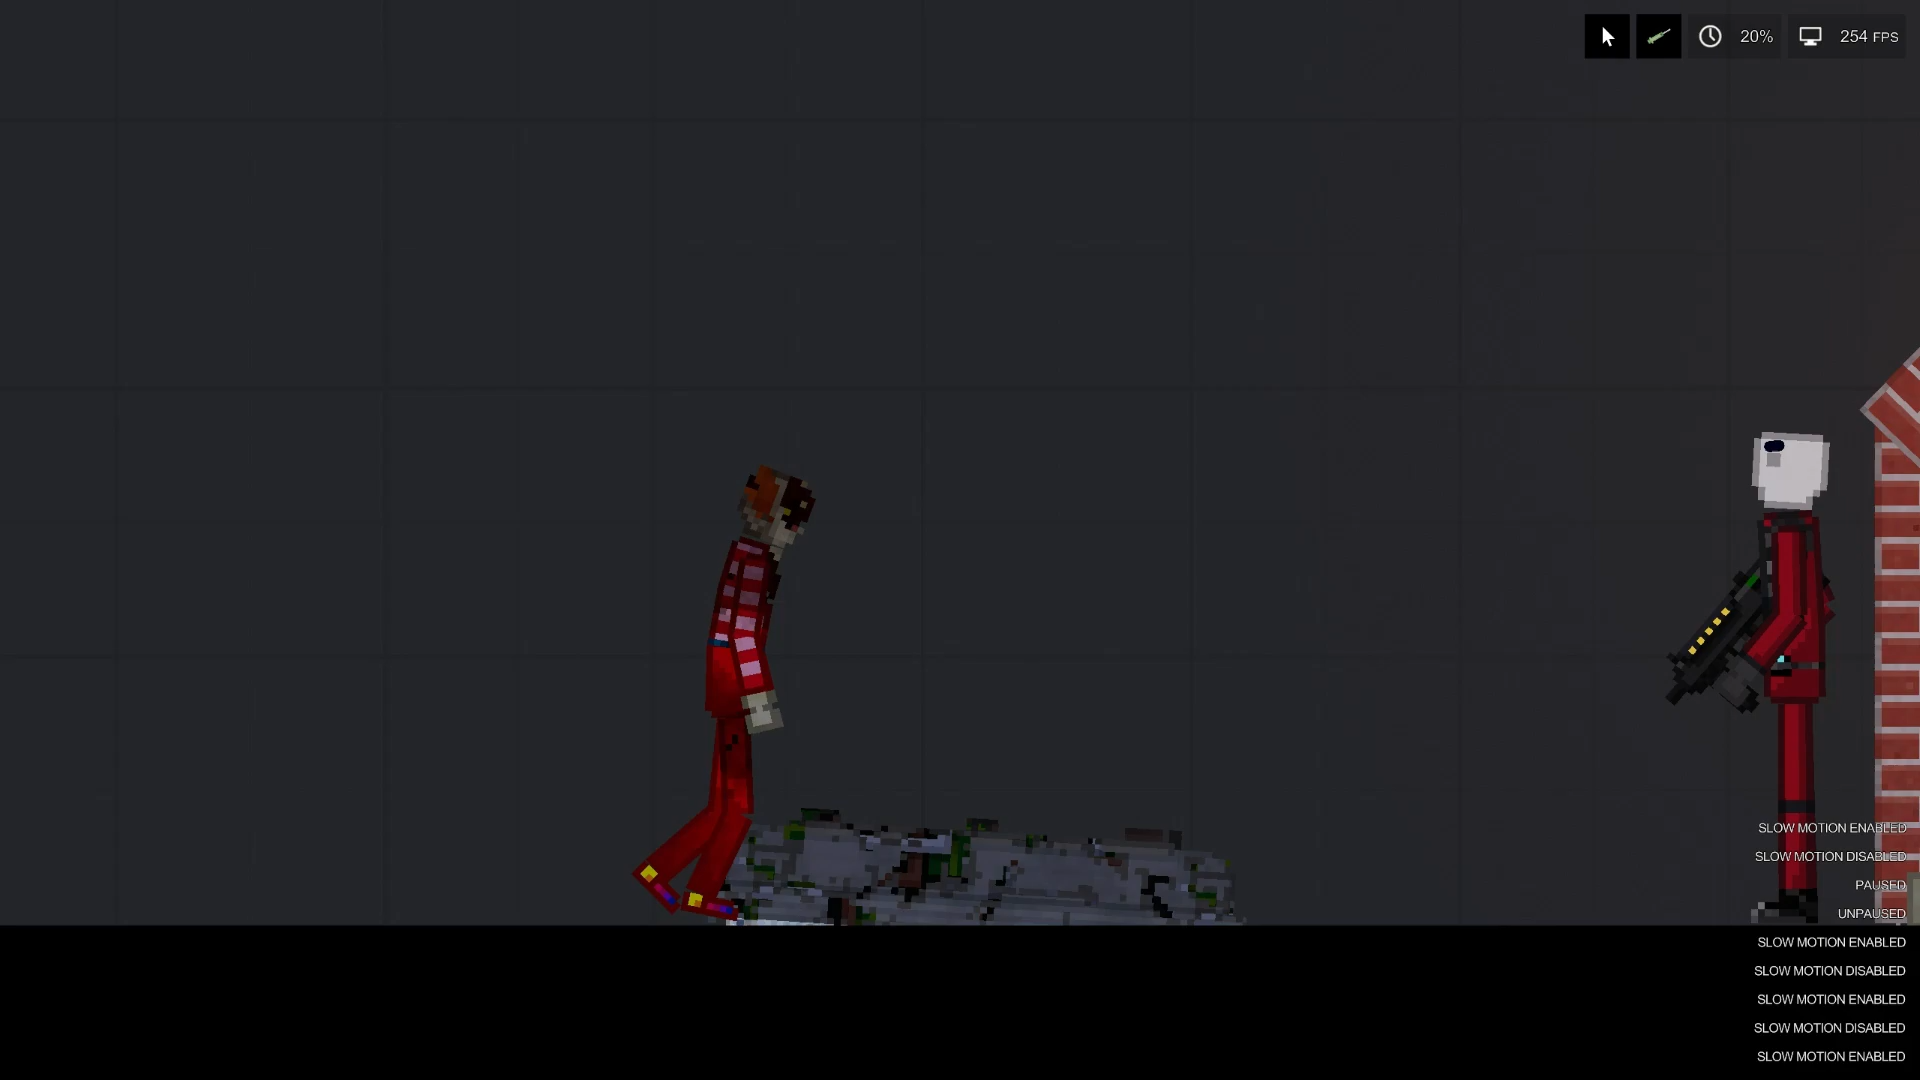 20%
254 FPS
SLOW MOTION ENABLED
SLOW MOTION DISABLED
PAUSED
UNPAUSED
SLOW MOTION ENABLED
SLOW MOTION DISABLED
SLOW MOTION ENABLED
SLOW MOTION DISABLED
SLOW MOTION ENABLED